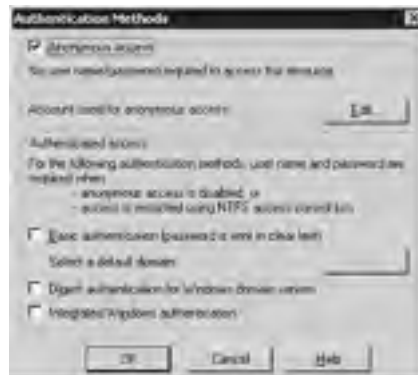 Authentication Methods
Anonymous access
No user name/password required to access this resource.
Account used for anonymous access:
Edit...
Authenticated access
For the following authentication methods, user name and password are
required when
- anonymous access is disabled, or
- access is restricted using NTFS access control lists
Basic authentication (password is sent in clear text)
Select a default domain:
Digest authentication for Windows domain servers
Integrated Windows authentication
OK
Cancel
Help